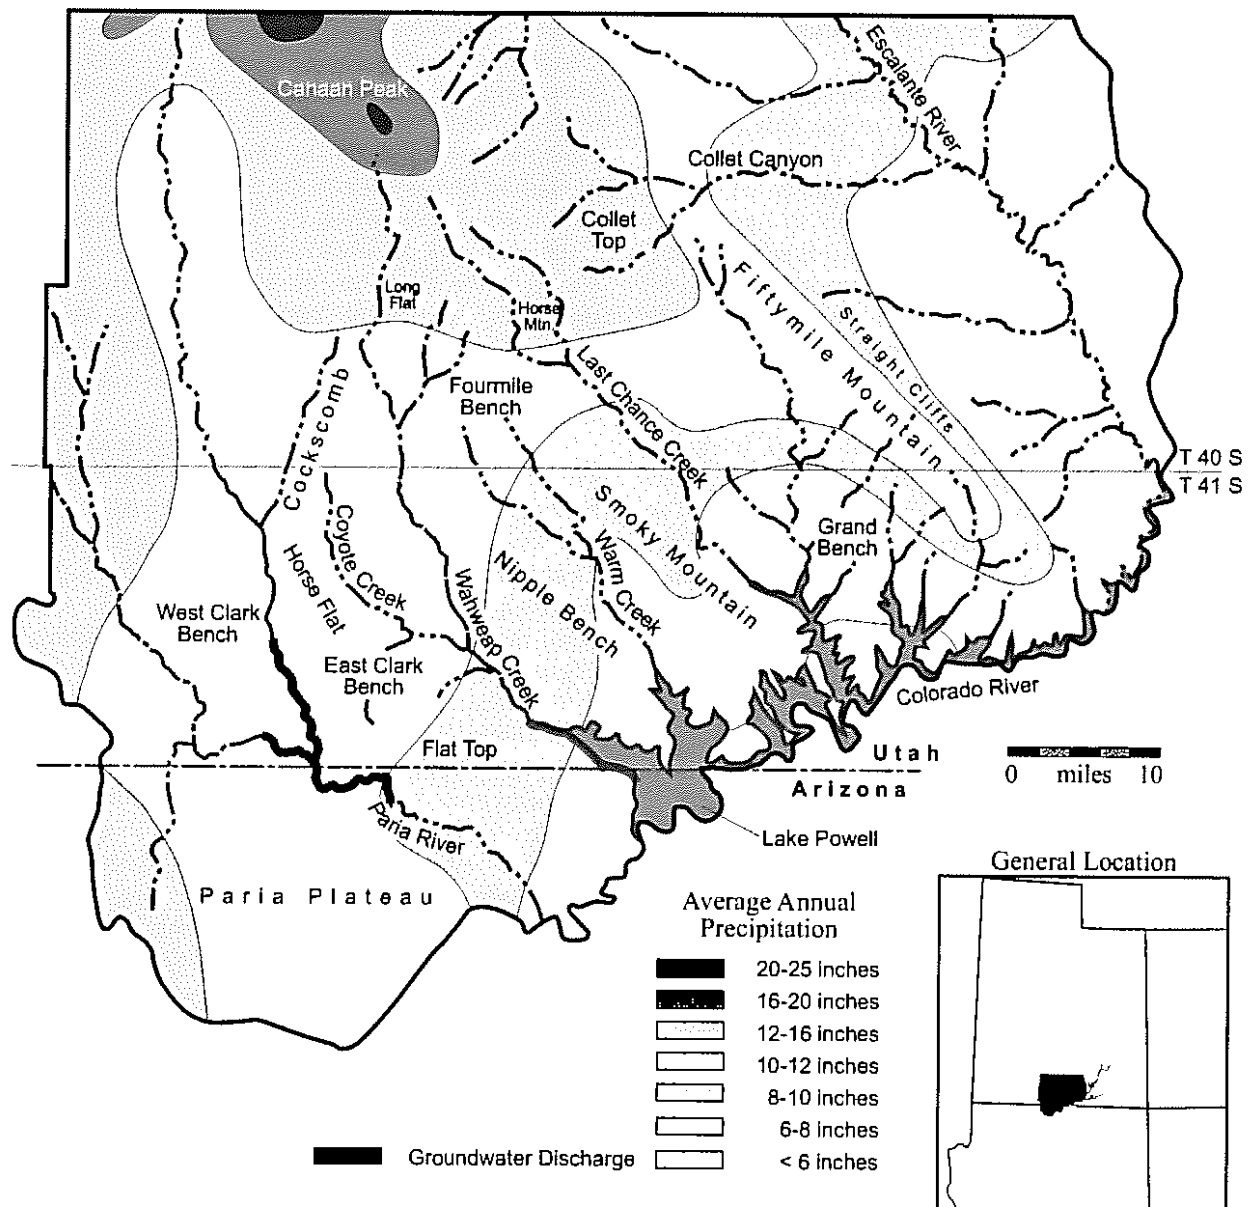 Canaan Peak
Escalante River
Collet Canyon
Collet
Top
Long
Flat
Horse
Mtn.
Fiftymile Mountain
Straight Cliffs
Last Chance Creek
Fourmile
Bench
Cockscomb
T 40 S
T 41 S
Coyote Creek
Smoky Mountain
Grand
Bench
Horse Flat
Nipple Bench
Warm Creek
West Clark
Bench
Wahweap Creek
East Clark
Bench
Colorado River
Flat Top
Utah
Arizona
0 miles 10
Paria River
Lake Powell
Paria Plateau
General Location
Average Annual
Precipitation
20-25 inches
16-20 inches
12-16 inches
10-12 inches
8-10 inches
6-8 inches
< 6 inches
Groundwater Discharge